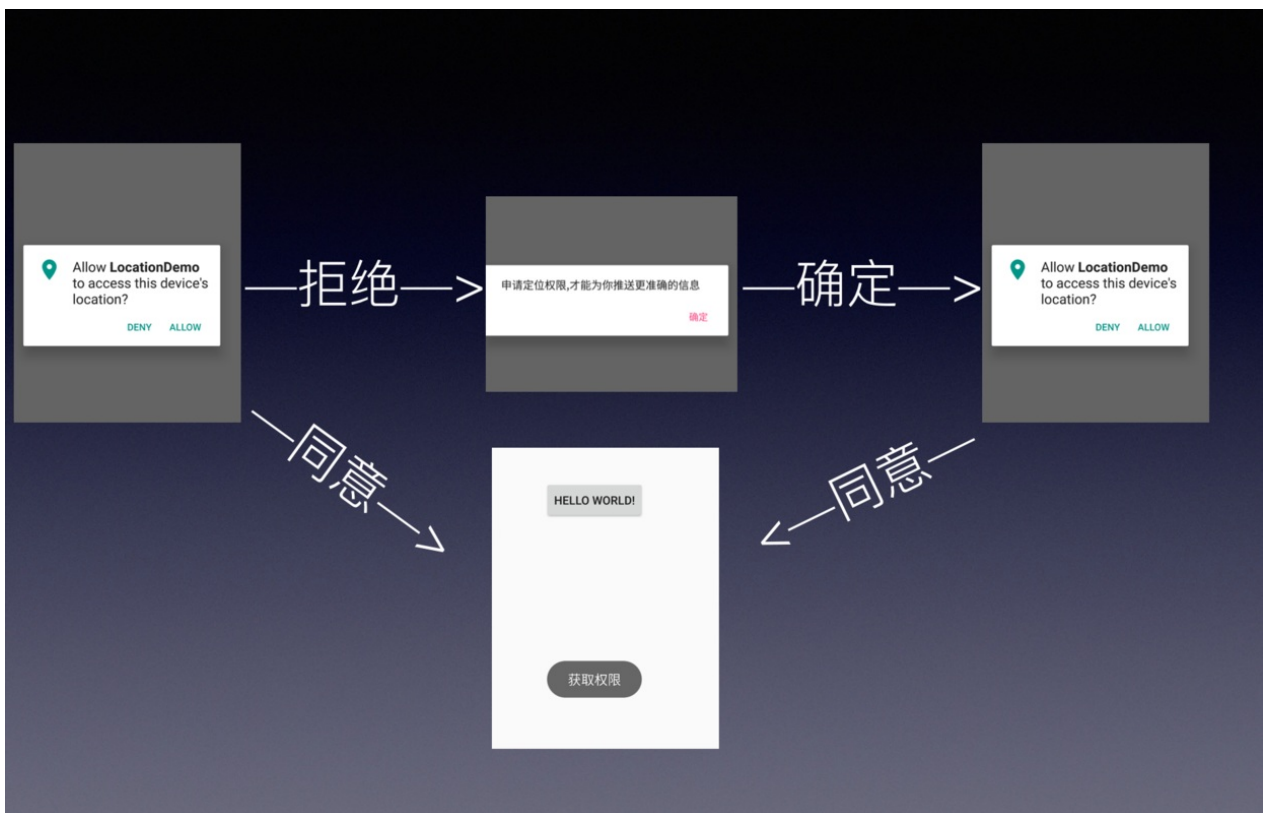 Allow LocationDemo
to access this device's
location?
DENY ALLOW
拒绝
申请定位权限,才能为你推送更准确的信息
确定
确定
Allow LocationDemo
to access this device's
location?
DENY ALLOW
同意
同意
HELLO WORLD!
获取权限